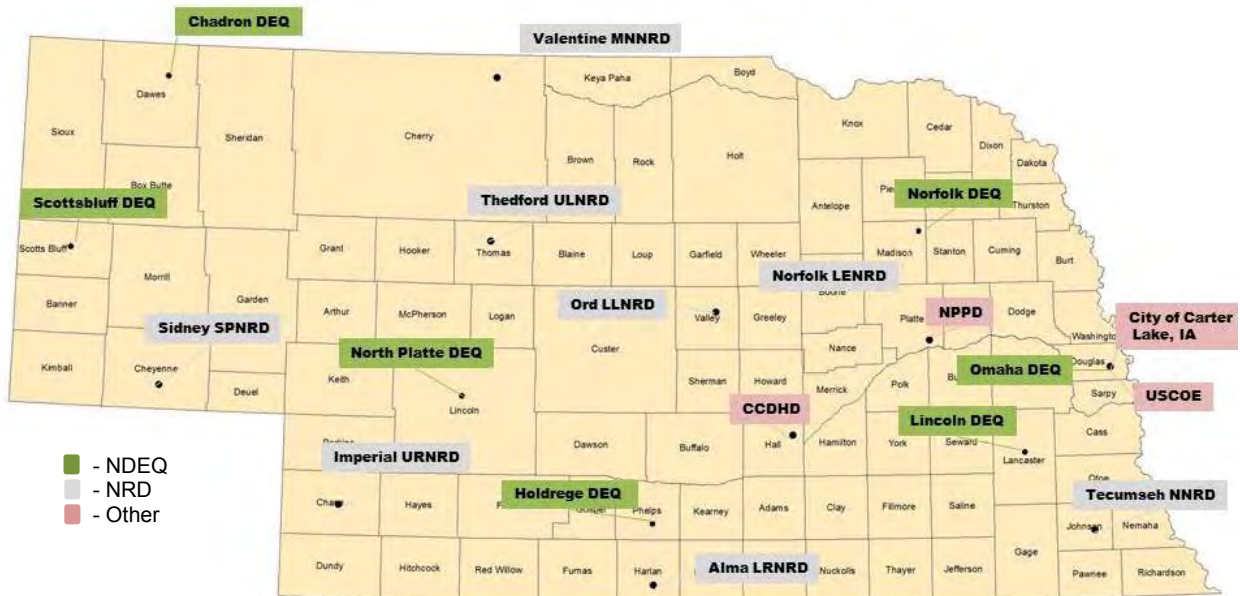 Chadron DEQ
Valentine MNNRD
Keya Paha
Boyd
Dawes
Sioux
Sheridan
Cherry
Brown
Rock
Holt
Knox
Cedar
Dixon
Dakota
Box Butte
Scottsbluff DEQ
Thedford ULNRD
Antelope
Norfolk DEQ
Thurston
Scotts Bluff
Grant
Hooker
Thomas
Blaine
Loup
Garfield
Wheeler
Madison
Stanton
Cuming
Burt
Morrill
Norfolk LENRD
Boone
Banner
Garden
Arthur
McPherson
Logan
Ord LLNRD
Valley
Greeley
Platte
NPPD
Dodge
Washington
City of Carter
Lake, IA
Sidney SPNRD
Custer
Nance
Kimball
Cheyenne
Deuel
Keith
North Platte DEQ
Lincoln
Sherman
Howard
Merrick
Polk
Omaha DEQ
Douglas
Sarpy
USCOE
CCDHD
Lincoln DEQ
Dawson
Buffalo
Hall
Hamilton
York
Seward
Lancaster
Cass
Imperial URNRD
- NDEQ
- NRD
- Other
Hayes
Holdrege DEQ
Phelps
Kearney
Adams
Clay
Fillmore
Saline
Otoe
Tecumseh NNRD
Johnson
Nemaha
Dundy
Hitchcock
Red Willow
Furnas
Harlan
Alma LRNRD
Nuckolls
Thayer
Jefferson
Gage
Pawnee
Richardson